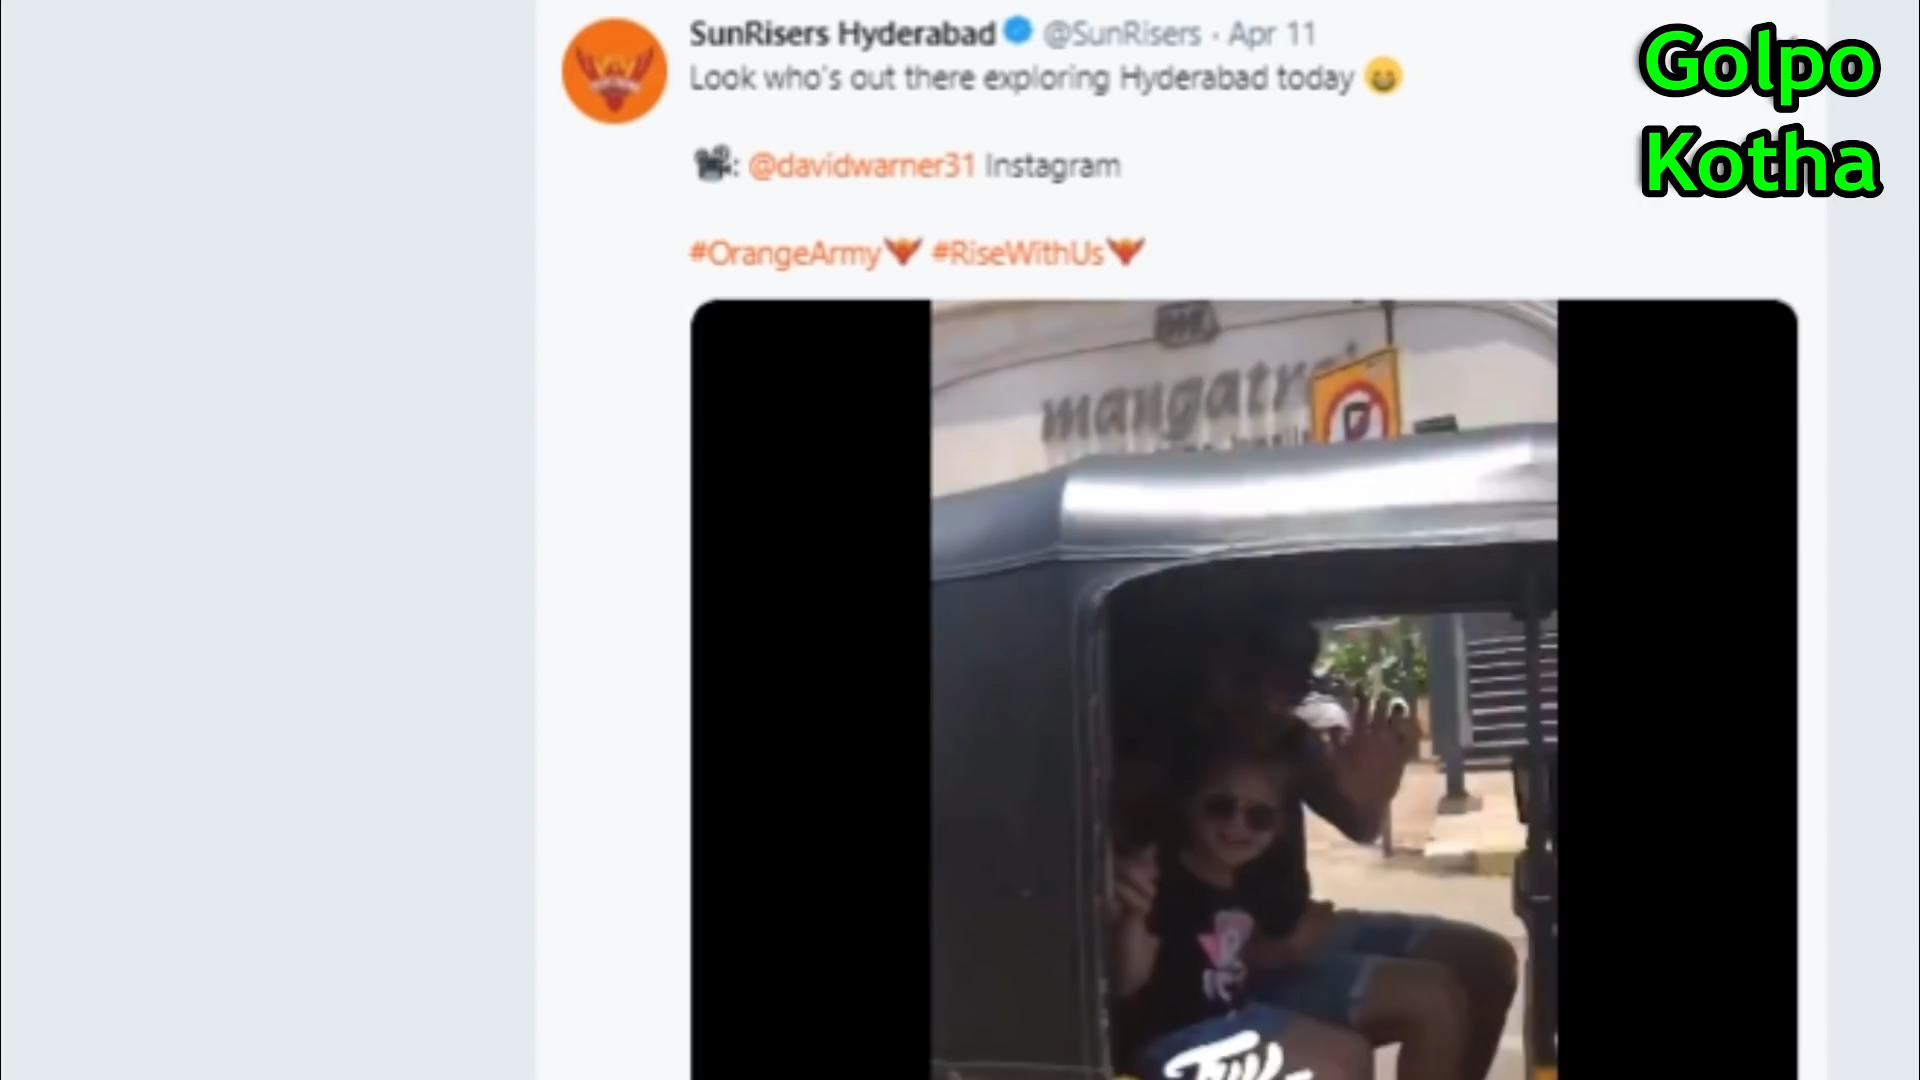 SunRisers Hyderabad @SunRisers · Apr 11
Look who's out there exploring Hyderabad today
: @davidwarner31 Instagram
#OrangeArmy #RiseWithUs
Golpo
Kotha